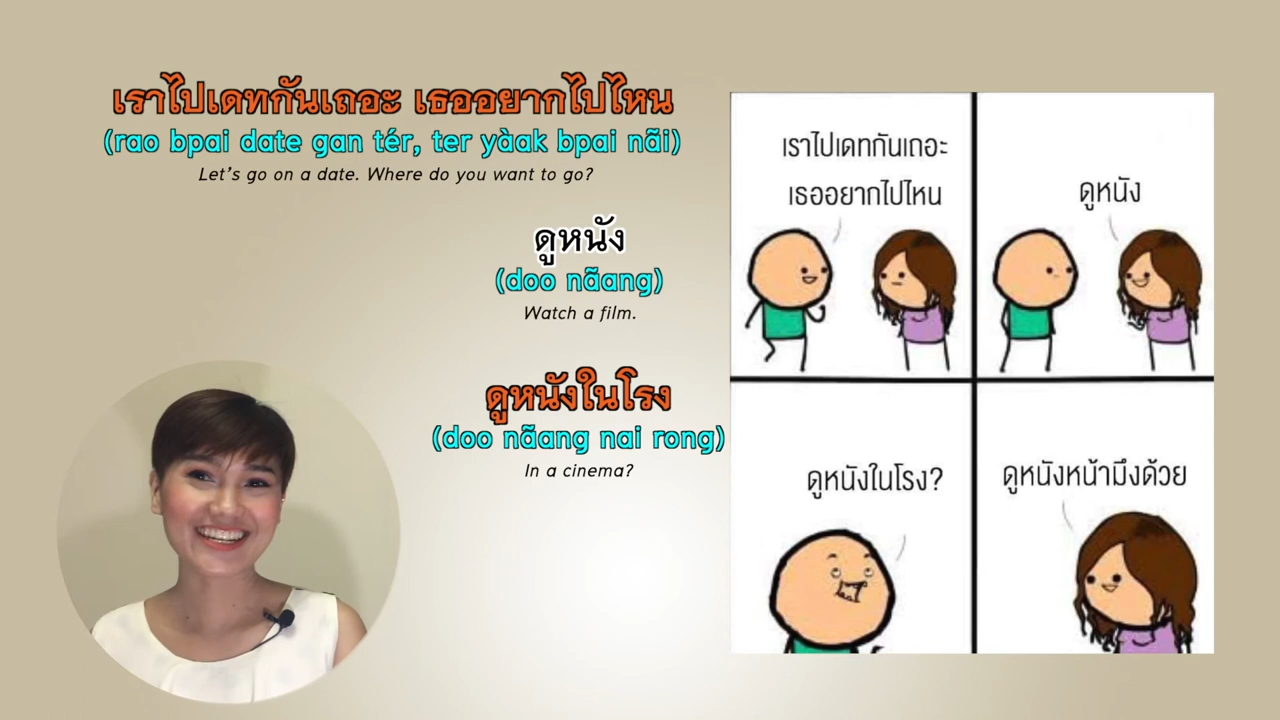 เราไปเดทกันเถอะ เธออยากไปไหน
(rao bpai date gan tér, ter yàak bpai nãi)
Let's go on a date. Where do you want to go?
ดูหนัง
(doo nãang)
Watch a film.
ดูหนังในโรง
(doo nãang nai rong)
In a cinema?
เราไปเดทกันเถอะ
เธออยากไปไหน
ดูหนัง
ดูหนังในโรง?
ดูหนังหน้ามึงด้วย